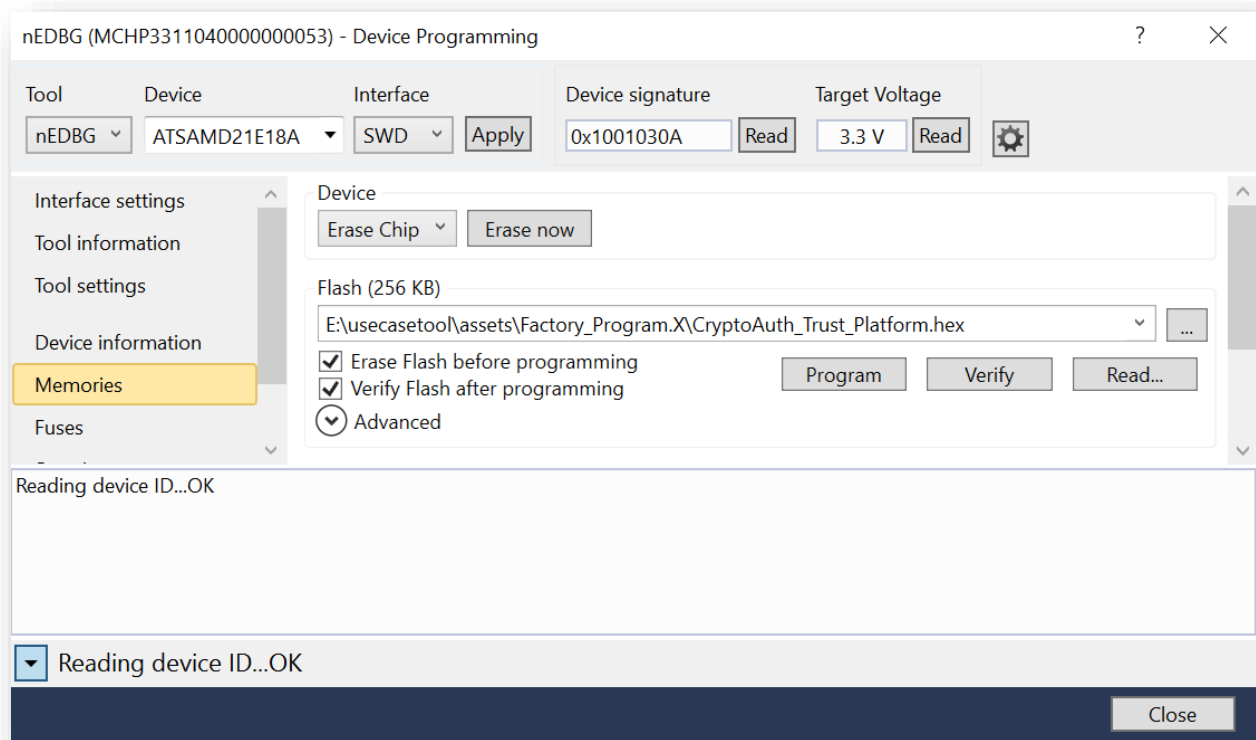 nEDBG (MCHP3311040000000053) - Device Programming ?
Tool Device Interface Device signature Target Voltage
nEDBG ATSAMD21E18A SWD Apply 0x1001030A Read 3.3 V Read
Interface settings
Tool information
Tool settings
Device information
Memories
Fuses
Device
Erase Chip Erase now
Flash (256 KB)
E:\usecasetool\assets\Factory_Program.X\CryptoAuth_Trust_Platform.hex ...
Erase Flash before programming
Verify Flash after programming
Program Verify Read...
Advanced
Reading device ID...OK
Reading device ID...OK
Close